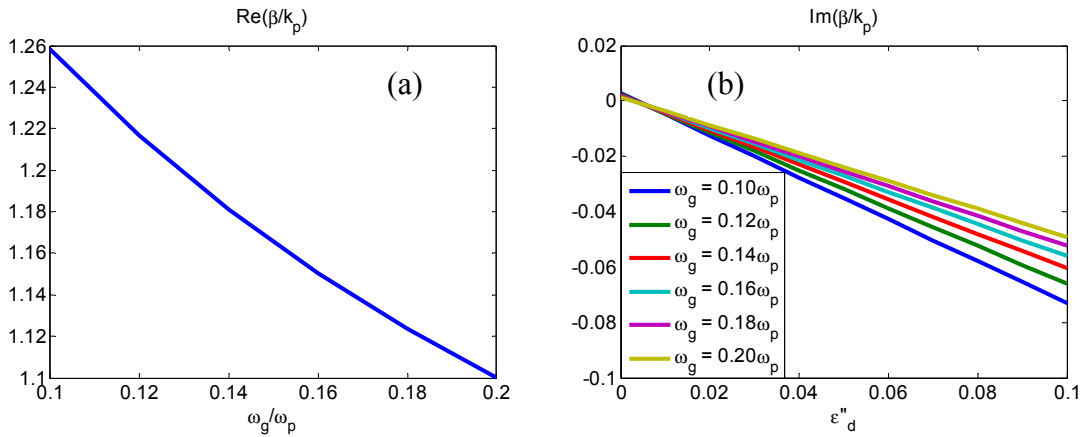 Re(β/k_p)
(a)
1.26
1.24
1.22
1.2
1.18
1.16
1.14
1.12
1.1
0.1
0.12
0.14
0.16
0.18
0.2
ω_g/ω_p
Im(β/k_p)
(b)
0.02
0
-0.02
-0.04
-0.06
-0.08
-0.1
ω_g = 0.10ω_p
ω_g = 0.12ω_p
ω_g = 0.14ω_p
ω_g = 0.16ω_p
ω_g = 0.18ω_p
ω_g = 0.20ω_p
0
0.02
0.04
0.06
0.08
0.1
ε"_d